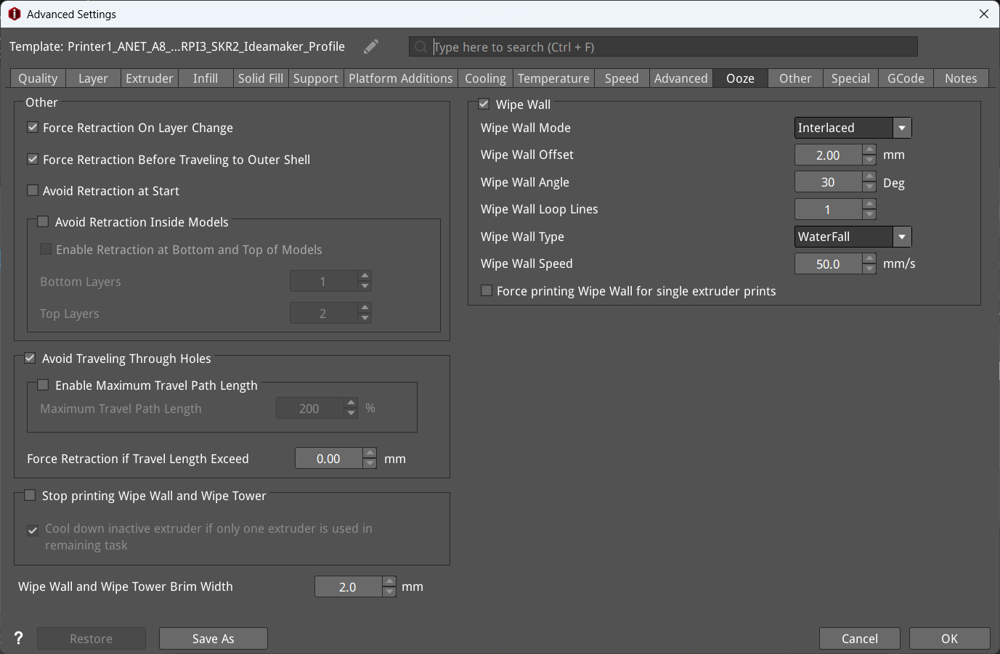 Advanced Settings
Template: Printer1_ANET_A8_...RPI3_SKR2_Ideamaker_Profile
Type here to search (Ctrl + F)
Quality Layer Extruder Infill Solid Fill Support Platform Additions Cooling Temperature Speed Advanced Ooze Other Special GCode Notes
Other
Force Retraction On Layer Change
Force Retraction Before Traveling to Outer Shell
Avoid Retraction at Start
Avoid Retraction Inside Models
Enable Retraction at Bottom and Top of Models
Bottom Layers 1
Top Layers 2
Avoid Traveling Through Holes
Enable Maximum Travel Path Length
Maximum Travel Path Length 200 %
Force Retraction if Travel Length Exceed 0.00 mm
Stop printing Wipe Wall and Wipe Tower
Cool down inactive extruder if only one extruder is used in
remaining task
Wipe Wall and Wipe Tower Brim Width 2.0 mm
Wipe Wall
Wipe Wall Mode Interlaced
Wipe Wall Offset 2.00 mm
Wipe Wall Angle 30 Deg
Wipe Wall Loop Lines 1
Wipe Wall Type WaterFall
Wipe Wall Speed 50.0 mm/s
Force printing Wipe Wall for single extruder prints
? Restore Save As Cancel OK